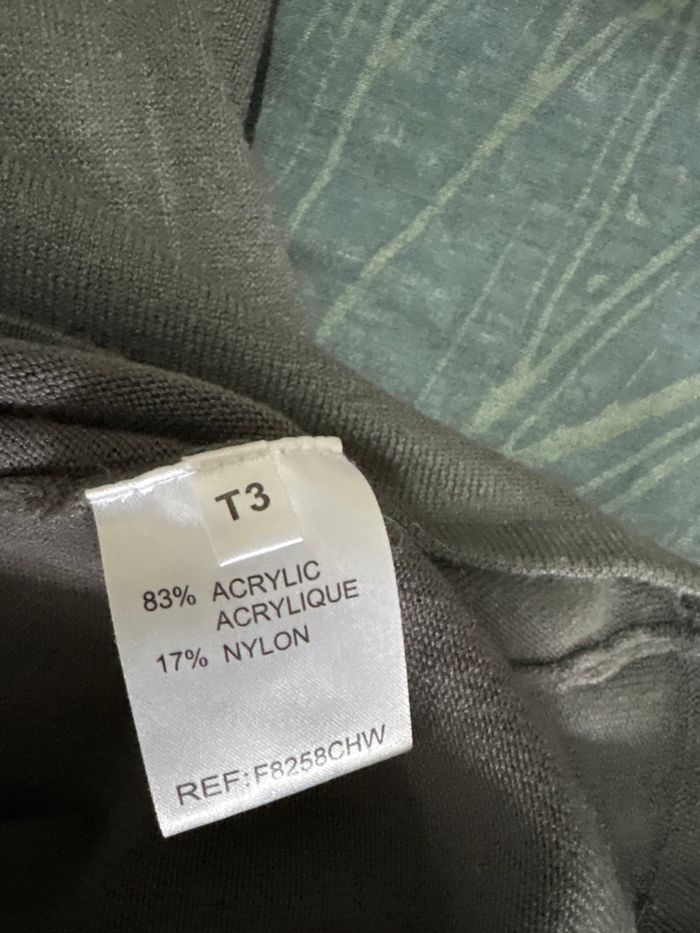 T3
83% ACRYLIC
ACRYLIQUE
17% NYLON
REF:F8258CHW